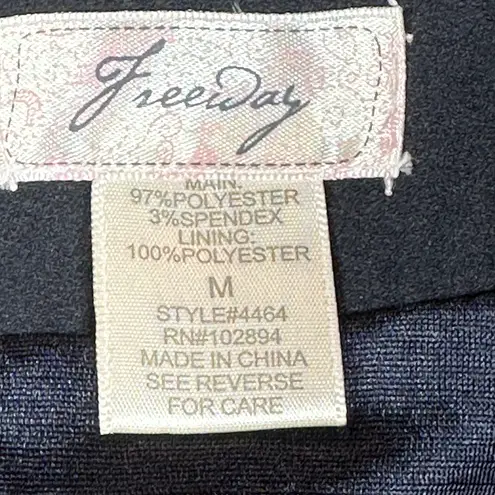 Freeway
MAIN:
97%POLYESTER
3%SPENDEX
LINING:
100%POLYESTER
M
STYLE#4464
RN#102894
MADE IN CHINA
SEE REVERSE
FOR CARE